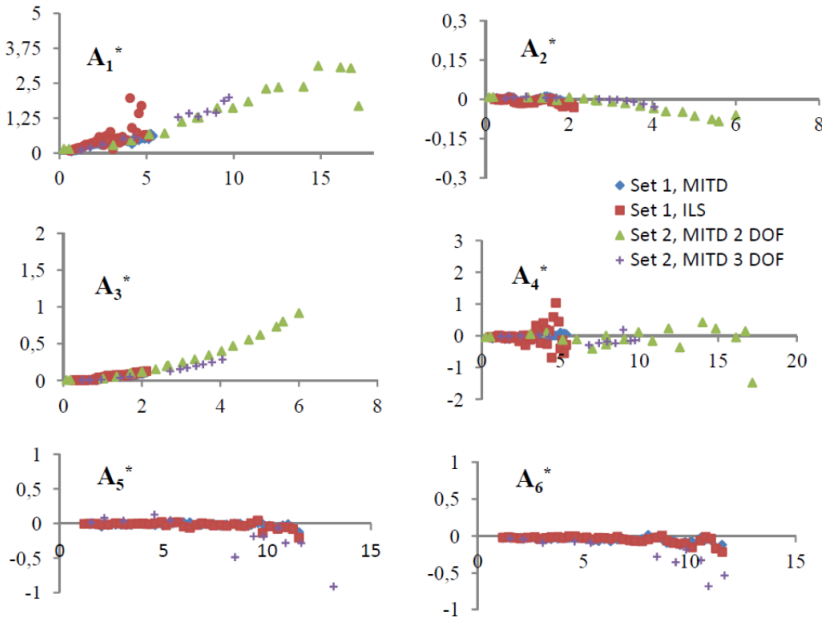 A₁*
5
3,75
2,5
1,25
0
0 5 10 15
A₂*
0,3
0,15
0
-0,15
-0,3
0 2 4 6 8
Set 1, MITD
Set 1, ILS
Set 2, MITD 2 DOF
Set 2, MITD 3 DOF
A₃*
2
1,5
1
0,5
0
0 2 4 6 8
A₄*
3
2
1
0
-1
-2
0 5 10 15 20
A₅*
1
0,5
0
-0,5
-1
0 5 10 15
A₆*
1
0,5
0
-0,5
-1
0 5 10 15